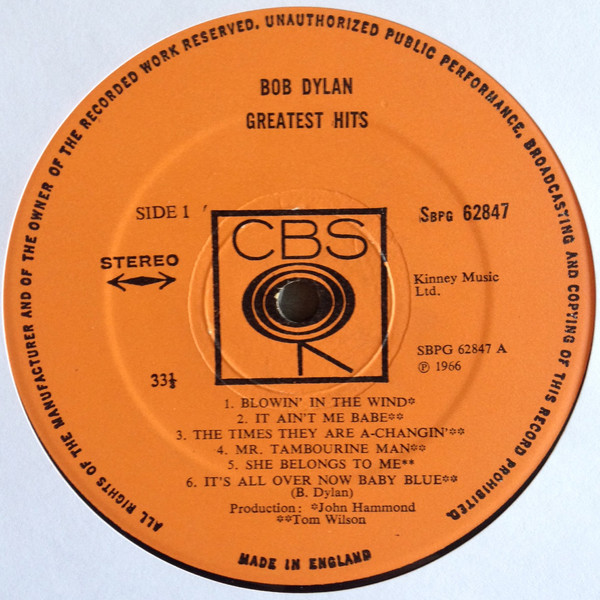 ALL RIGHTS OF THE MANUFACTURER AND OF THE OWNER OF THE RECORDED WORK RESERVED. UNAUTHORIZED PUBLIC PERFORMANCE, BROADCASTING AND COPYING OF THIS RECORD PROHIBITED.
BOB DYLAN
GREATEST HITS
SIDE 1
SBPG 62847
CBS
STEREO
Kinney Music
Ltd.
SBPG 62847 A
33⅓
℗ 1966
1. BLOWIN' IN THE WIND*
2. IT AIN'T ME BABE**
3. THE TIMES THEY ARE A-CHANGIN'**
4. MR. TAMBOURINE MAN**
5. SHE BELONGS TO ME**
6. IT'S ALL OVER NOW BABY BLUE**
(B. Dylan)
Production: *John Hammond
**Tom Wilson
MADE IN ENGLAND